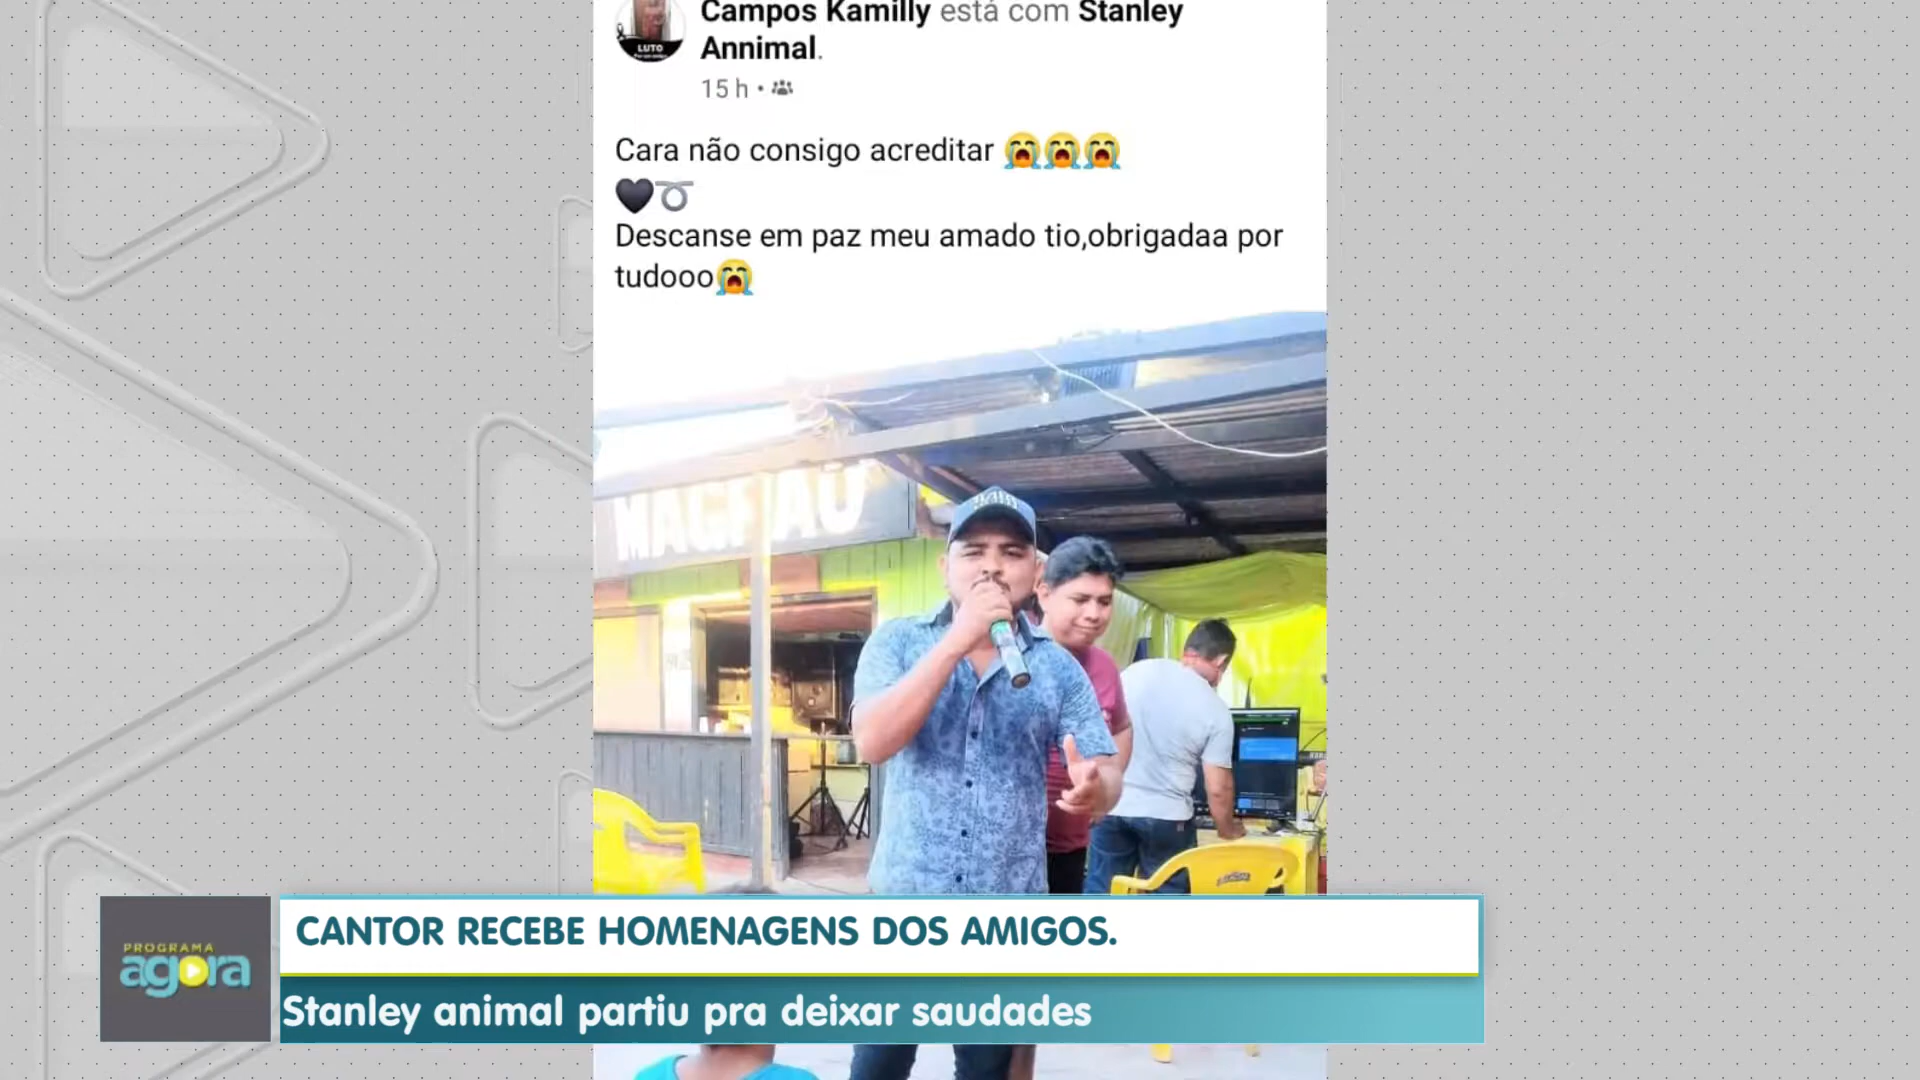 Campos Kamilly está com Stanley
Annimal.
LUTO
15 h •
Cara não consigo acreditar 😭😭😭
🖤➰
Descanse em paz meu amado tio,obrigadaa por
tudooo😭
CANTOR RECEBE HOMENAGENS DOS AMIGOS.
PROGRAMA
agora
Stanley animal partiu pra deixar saudades